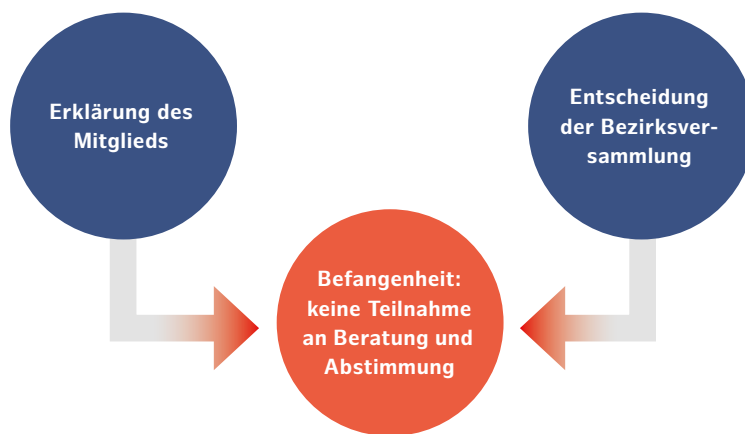 Erklärung des
Mitglieds
Entscheidung
der Bezirksver-
sammlung
Befangenheit:
keine Teilnahme
an Beratung und
Abstimmung